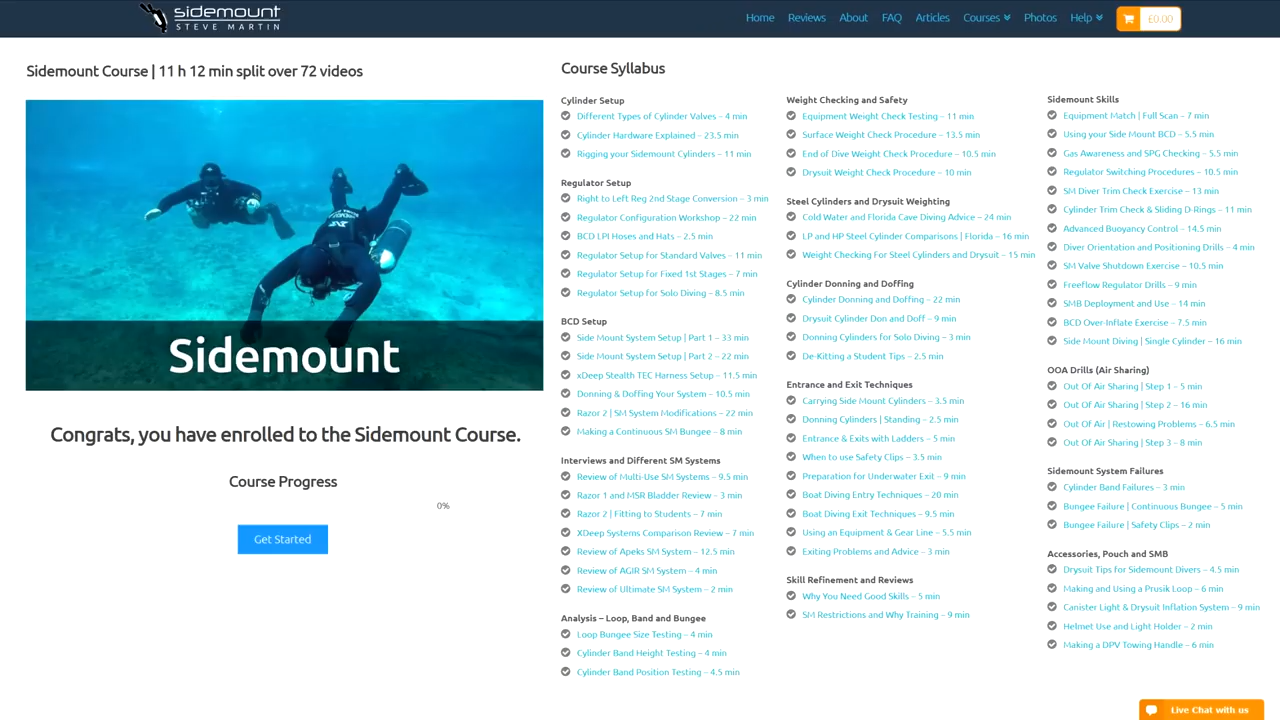 sidemount
STEVE MARTIN
Home Reviews About FAQ Articles Courses Photos Help £0.00
Sidemount Course | 11 h 12 min split over 72 videos
Sidemount
Congrats, you have enrolled to the Sidemount Course.
Course Progress
0%
Get Started
Course Syllabus
Cylinder Setup
Different Types of Cylinder Valves – 4 min
Cylinder Hardware Explained – 23.5 min
Rigging your Sidemount Cylinders – 11 min
Regulator Setup
Right to Left Reg 2nd Stage Conversion – 3 min
Regulator Configuration Workshop – 22 min
BCD LPI Hoses and Hats – 2.5 min
Regulator Setup for Standard Valves – 11 min
Regulator Setup for Fixed 1st Stages – 7 min
Regulator Setup for Solo Diving – 8.5 min
BCD Setup
Side Mount System Setup | Part 1 – 33 min
Side Mount System Setup | Part 2 – 22 min
xDeep Stealth TEC Harness Setup – 11.5 min
Donning & Doffing Your System – 10.5 min
Razor 2 | SM System Modifications – 22 min
Making a Continuous SM Bungee – 8 min
Interviews and Different SM Systems
Review of Multi-Use SM Systems – 9.5 min
Razor 1 and MSR Bladder Review – 3 min
Razor 2 | Fitting to Students – 7 min
XDeep Systems Comparison Review – 7 min
Review of Apeks SM System – 12.5 min
Review of AGIR SM System – 4 min
Review of Ultimate SM System – 2 min
Analysis – Loop, Band and Bungee
Loop Bungee Size Testing – 4 min
Cylinder Band Height Testing – 4 min
Cylinder Band Position Testing – 4.5 min
Weight Checking and Safety
Equipment Weight Check Testing – 11 min
Surface Weight Check Procedure – 13.5 min
End of Dive Weight Check Procedure – 10.5 min
Drysuit Weight Check Procedure – 10 min
Steel Cylinders and Drysuit Weighting
Cold Water and Florida Cave Diving Advice – 24 min
LP and HP Steel Cylinder Comparisons | Florida – 16 min
Weight Checking For Steel Cylinders and Drysuit – 15 min
Cylinder Donning and Doffing
Cylinder Donning and Doffing – 22 min
Drysuit Cylinder Don and Doff – 9 min
Donning Cylinders for Solo Diving – 3 min
De-Kitting a Student Tips – 2.5 min
Entrance and Exit Techniques
Carrying Side Mount Cylinders – 3.5 min
Donning Cylinders | Standing – 2.5 min
Entrance & Exits with Ladders – 5 min
When to use Safety Clips – 3.5 min
Preparation for Underwater Exit – 9 min
Boat Diving Entry Techniques – 20 min
Boat Diving Exit Techniques – 9.5 min
Using an Equipment & Gear Line – 5.5 min
Exiting Problems and Advice – 3 min
Skill Refinement and Reviews
Why You Need Good Skills – 5 min
SM Restrictions and Why Training – 9 min
Sidemount Skills
Equipment Match | Full Scan – 7 min
Using your Side Mount BCD – 5.5 min
Gas Awareness and SPG Checking – 5.5 min
Regulator Switching Procedures – 10.5 min
SM Diver Trim Check Exercise – 13 min
Cylinder Trim Check & Sliding D-Rings – 11 min
Advanced Buoyancy Control – 14.5 min
Diver Orientation and Positioning Drills – 4 min
SM Valve Shutdown Exercise – 10.5 min
Freeflow Regulator Drills – 9 min
SMB Deployment and Use – 14 min
BCD Over-Inflate Exercise – 7.5 min
Side Mount Diving | Single Cylinder – 16 min
OOA Drills (Air Sharing)
Out Of Air Sharing | Step 1 – 5 min
Out Of Air Sharing | Step 2 – 16 min
Out Of Air | Restowing Problems – 6.5 min
Out Of Air Sharing | Step 3 – 8 min
Sidemount System Failures
Cylinder Band Failures – 3 min
Bungee Failure | Continuous Bungee – 5 min
Bungee Failure | Safety Clips – 2 min
Accessories, Pouch and SMB
Drysuit Tips for Sidemount Divers – 4.5 min
Making and Using a Prusik Loop – 6 min
Canister Light & Drysuit Inflation System – 9 min
Helmet Use and Light Holder – 2 min
Making a DPV Towing Handle – 6 min
Live Chat with us